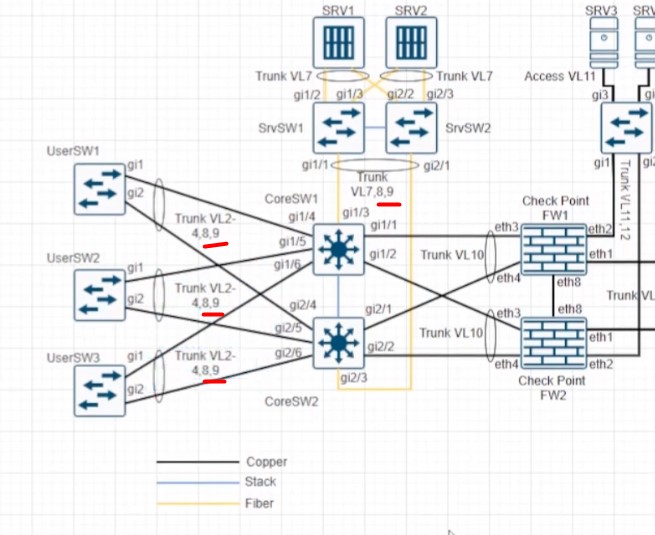 SRV1
SRV2
SRV3
Trunk VL7
Trunk VL7
Access VL11
gi1/2
gi1/3
gi2/2
gi2/3
gi3
SrvSW1
SrvSW2
gi1/1
gi2/1
gi1
Trunk
VL7,8,9
Trunk VL11,12
UserSW1
gi1
gi2
Trunk VL2-
4,8,9
CoreSW1
gi1/3
gi1/4
gi1/1
gi1/5
gi1/2
gi1/6
Check Point
FW1
eth3
eth2
Trunk VL10
eth1
eth4
eth8
UserSW2
gi1
gi2
Trunk VL2-
4,8,9
gi2/4
gi2/1
gi2/5
gi2/2
gi2/6
gi2/3
CoreSW2
eth8
eth3
Trunk VL10
eth1
eth4
eth2
Trunk VL
Check Point
FW2
UserSW3
gi1
gi2
Trunk VL2-
4,8,9
Copper
Stack
Fiber